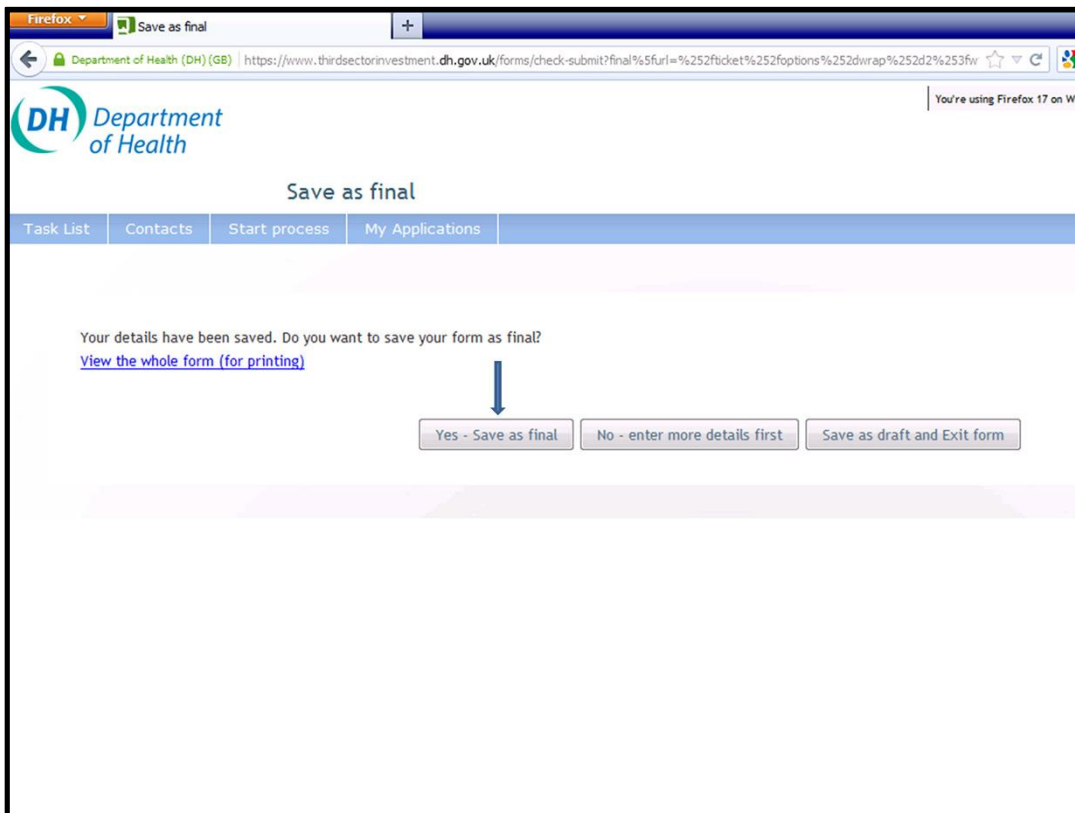 Firefox
Save as final
+
Department of Health (DH) (GB) https://www.thirdsectorinvestment.dh.gov.uk/forms/check-submit?final%5furl=%252fticket%252foptions%252dwrap%252d2%253fw
You're using Firefox 17 on W
DH Department
of Health
Save as final
Task List Contacts Start process My Applications
Your details have been saved. Do you want to save your form as final?
View the whole form (for printing)
Yes - Save as final No - enter more details first Save as draft and Exit form